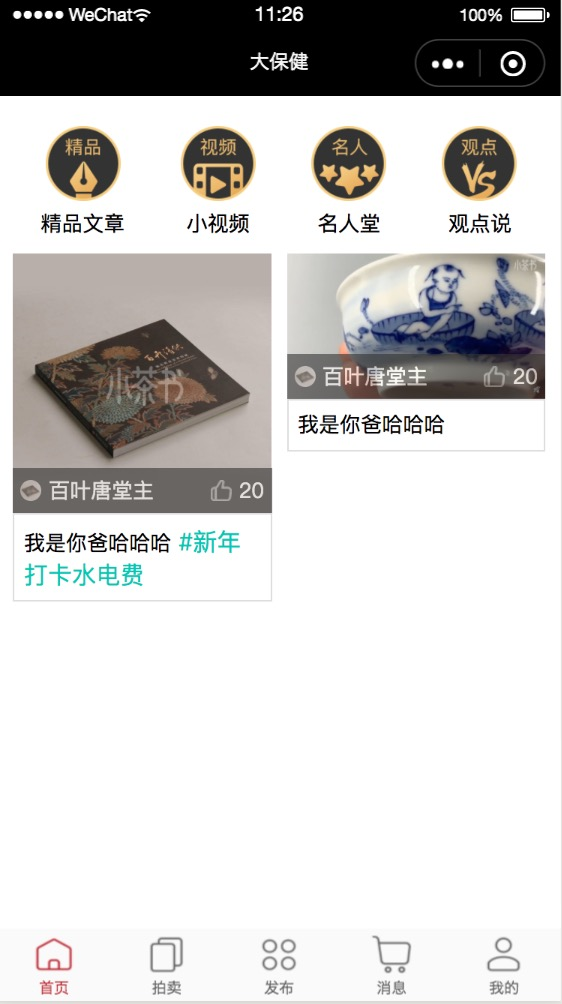 WeChat 11:26 100%
大保健
精品 视频 名人 观点 VS
精品文章 小视频 名人堂 观点说
小茶书
小茶书
百叶唐堂主 20
我是你爸哈哈哈
百叶唐堂主 20
我是你爸哈哈哈 #新年
打卡水电费
首页 拍卖 发布 消息 我的